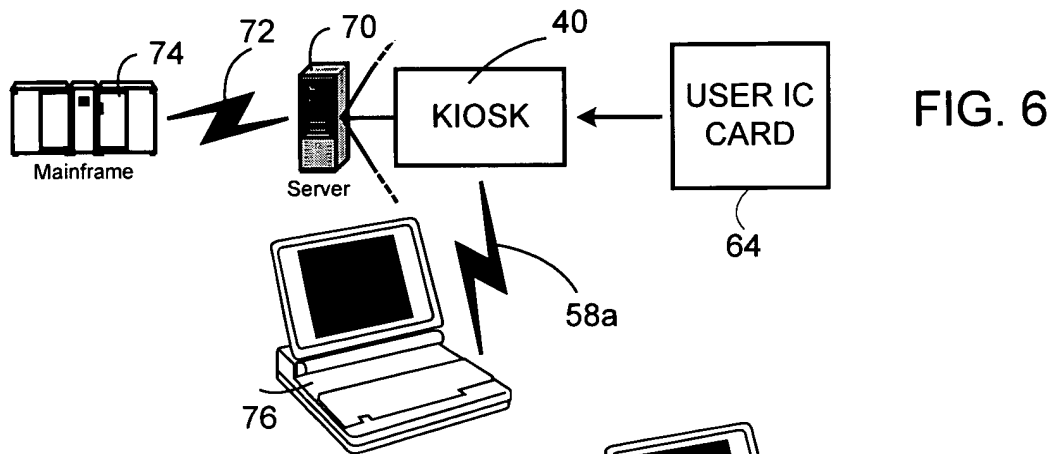 74
72
70
40
Mainframe
Server
KIOSK
USER IC
CARD
FIG. 6
64
58a
76